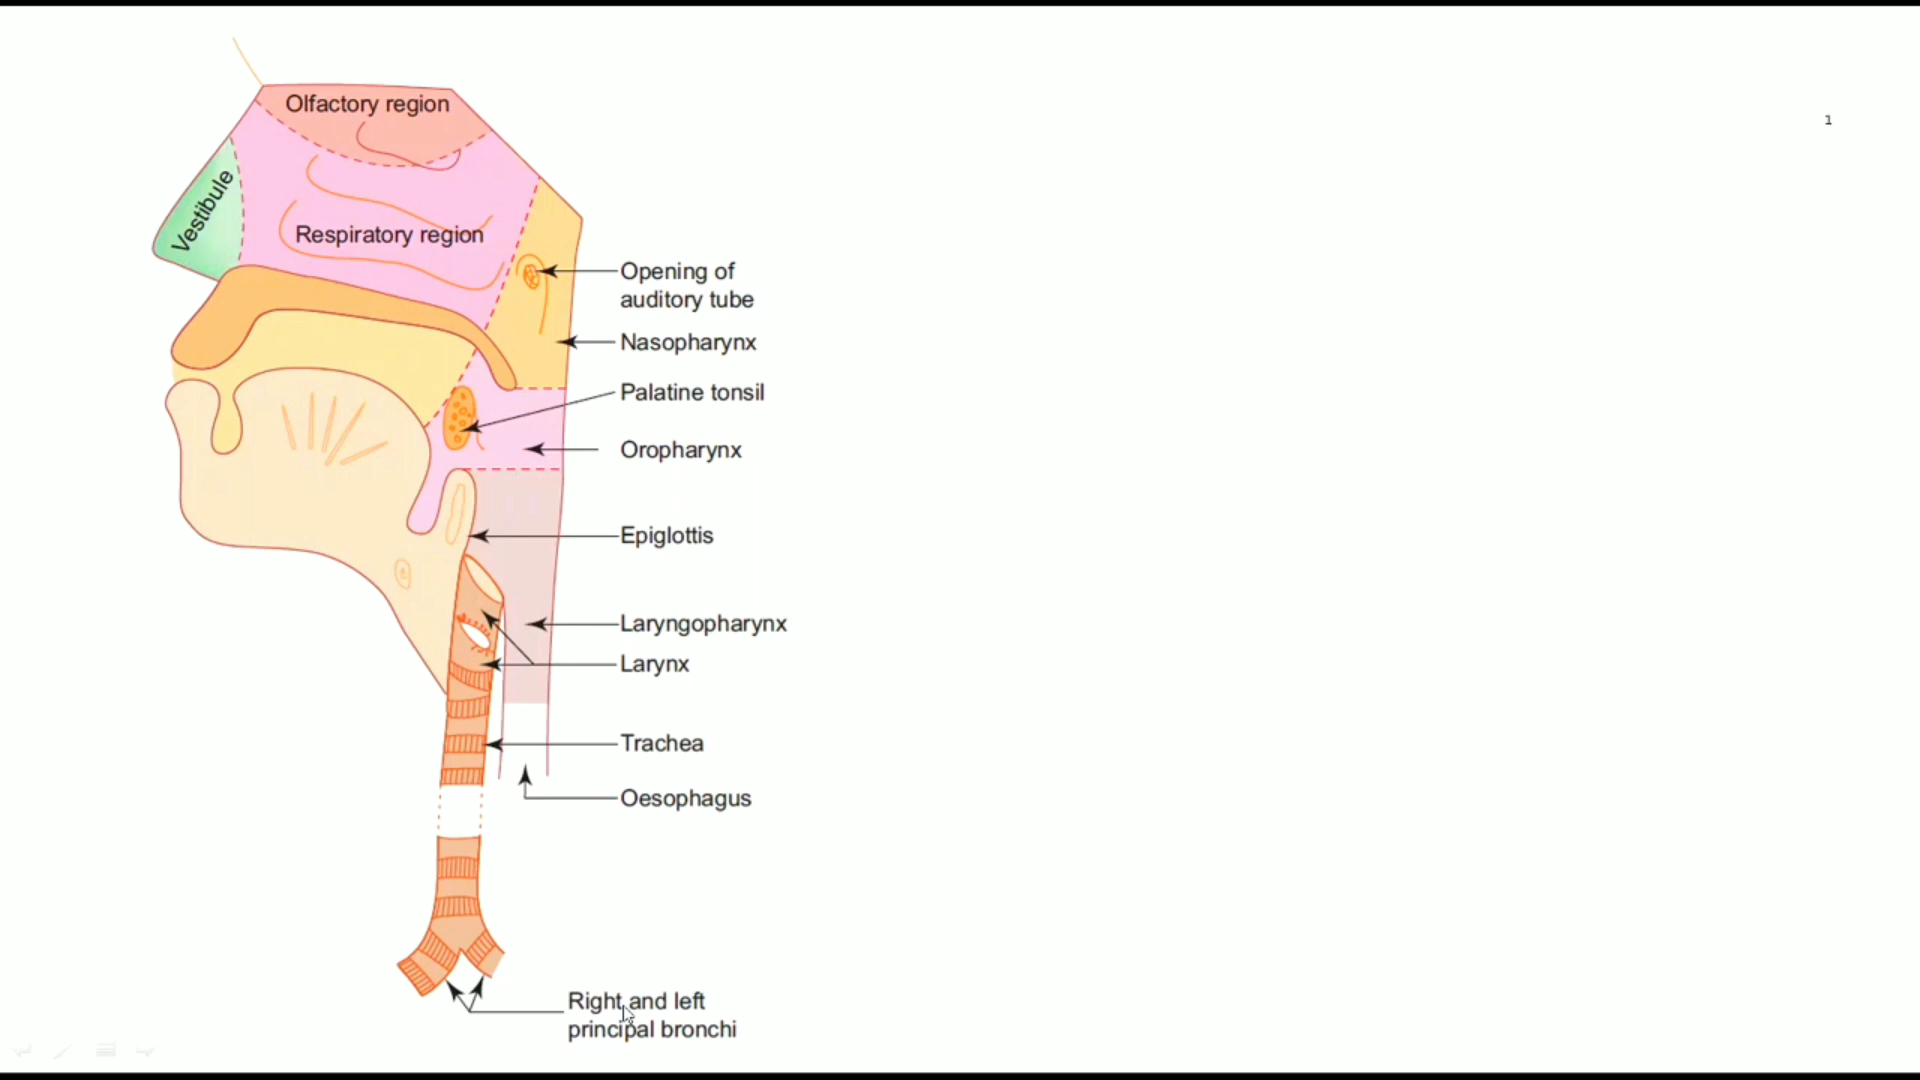 Olfactory region
1
Vestibule
Respiratory region
Opening of
auditory tube
Nasopharynx
Palatine tonsil
Oropharynx
Epiglottis
Laryngopharynx
Larynx
Trachea
Oesophagus
Right and left
principal bronchi